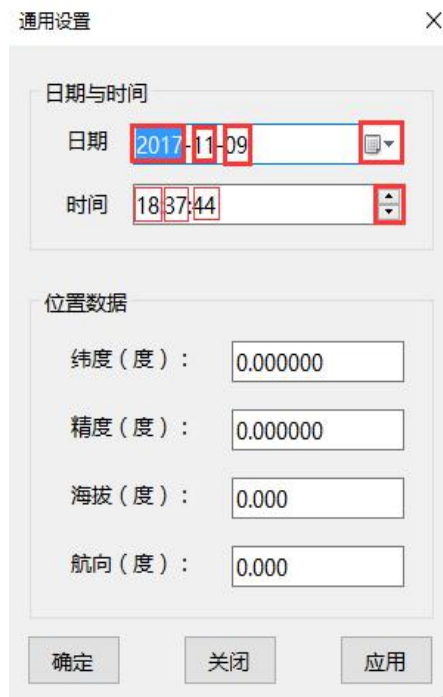 通用设置
日期与时间
日期 2017-11-09
时间 18:37:44
位置数据
纬度（度）： 0.000000
精度（度）： 0.000000
海拔（度）： 0.000
航向（度）： 0.000
确定 关闭 应用